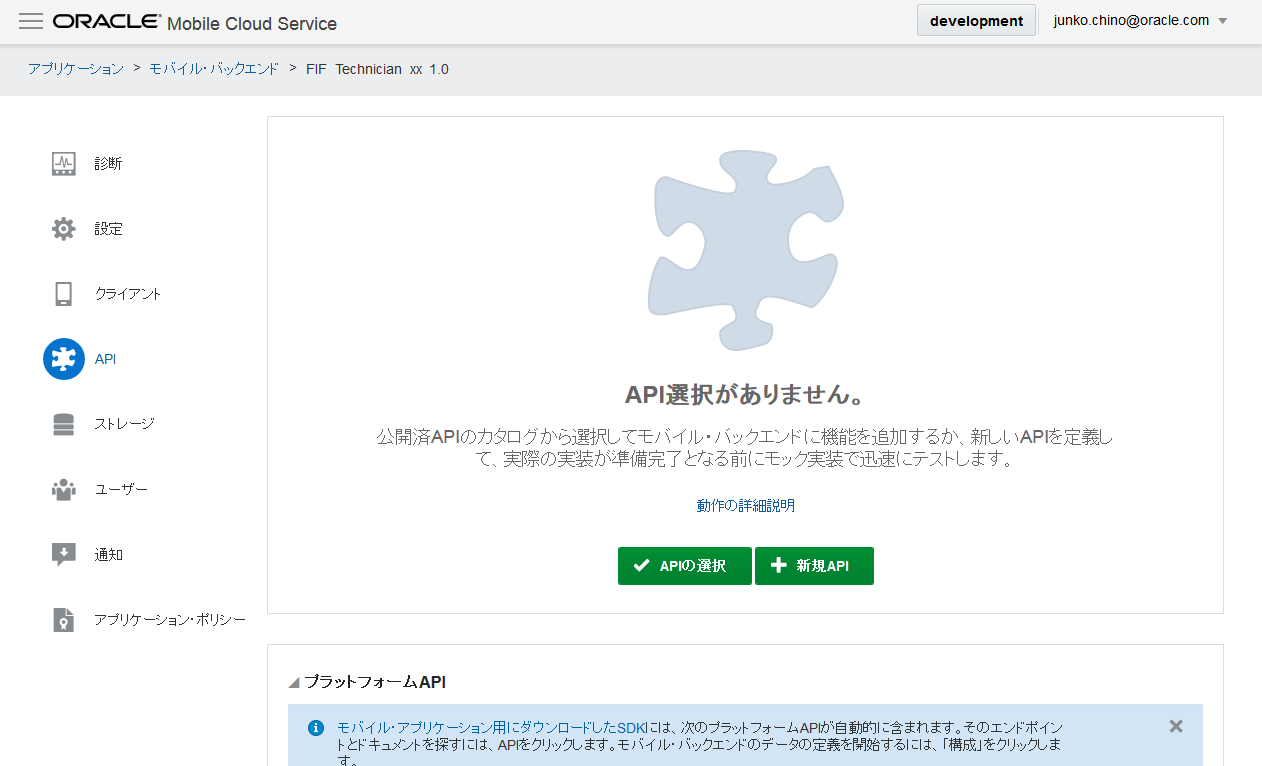 ORACLE® Mobile Cloud Service
development
junko.chino@oracle.com
アプリケーション > モバイル・バックエンド > FIF Technician xx 1.0
診断
設定
クライアント
API
ストレージ
ユーザー
通知
アプリケーション・ポリシー
API選択がありません。
公開済APIのカタログから選択してモバイル・バックエンドに機能を追加するか、新しいAPIを定義し
て、実際の実装が準備完了となる前にモック実装で迅速にテストします。
動作の詳細説明
APIの選択
新規API
プラットフォームAPI
モバイル・アプリケーション用にダウンロードしたSDKには、次のプラットフォームAPIが自動的に含まれます。そのエンドポイン
トとドキュメントを探すには、APIをクリックします。モバイル・バックエンドのデータの定義を開始するには、「構成」をクリックしま
す。